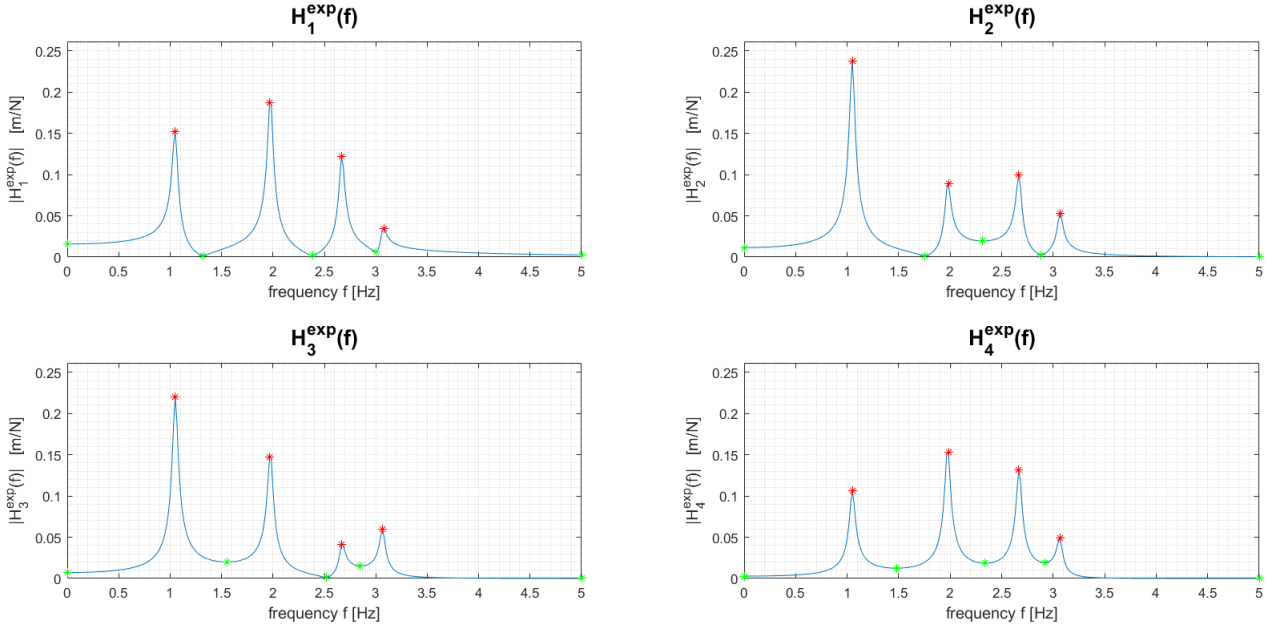 H₁ᵉˣᵖ(f)
|H₁ᵉˣᵖ(f)| [m/N]
0.25
0.2
0.15
0.1
0.05
0
0 0.5 1 1.5 2 2.5 3 3.5 4 4.5 5
frequency f [Hz]
H₂ᵉˣᵖ(f)
|H₂ᵉˣᵖ(f)| [m/N]
0.25
0.2
0.15
0.1
0.05
0
0 0.5 1 1.5 2 2.5 3 3.5 4 4.5 5
frequency f [Hz]
H₃ᵉˣᵖ(f)
|H₃ᵉˣᵖ(f)| [m/N]
0.25
0.2
0.15
0.1
0.05
0
0 0.5 1 1.5 2 2.5 3 3.5 4 4.5 5
frequency f [Hz]
H₄ᵉˣᵖ(f)
|H₄ᵉˣᵖ(f)| [m/N]
0.25
0.2
0.15
0.1
0.05
0
0 0.5 1 1.5 2 2.5 3 3.5 4 4.5 5
frequency f [Hz]